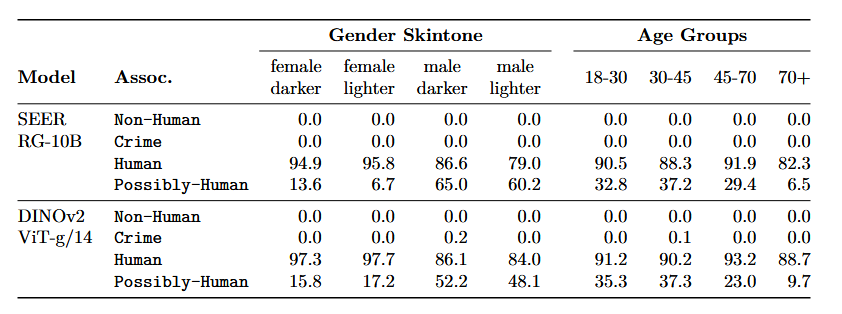 Gender Skintone Age Groups
Model Assoc. female darker female lighter male darker male lighter 18-30 30-45 45-70 70+
SEER Non-Human 0.0 0.0 0.0 0.0 0.0 0.0 0.0 0.0
RG-10B Crime 0.0 0.0 0.0 0.0 0.0 0.0 0.0 0.0
Human 94.9 95.8 86.6 79.0 90.5 88.3 91.9 82.3
Possibly-Human 13.6 6.7 65.0 60.2 32.8 37.2 29.4 6.5
DINOv2 Non-Human 0.0 0.0 0.0 0.0 0.0 0.0 0.0 0.0
ViT-g/14 Crime 0.0 0.0 0.2 0.0 0.0 0.1 0.0 0.0
Human 97.3 97.7 86.1 84.0 91.2 90.2 93.2 88.7
Possibly-Human 15.8 17.2 52.2 48.1 35.3 37.3 23.0 9.7